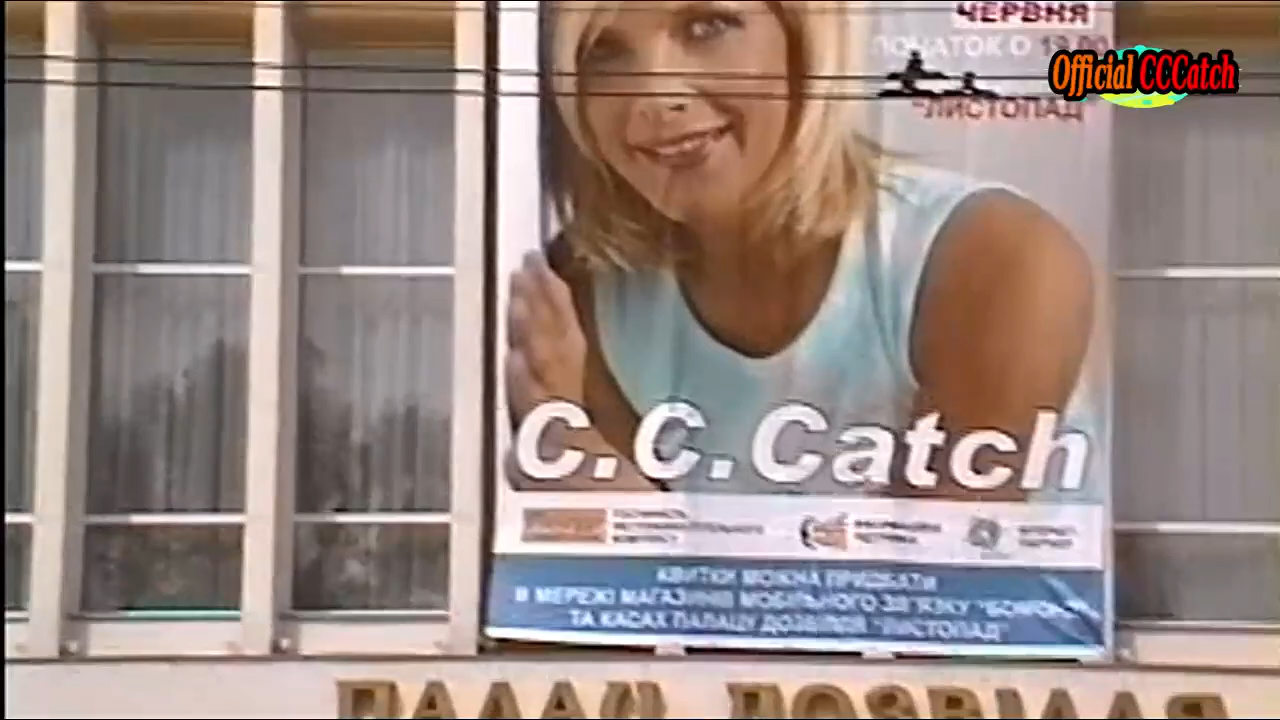 ЧЕРВНЯ
ПОЧАТОК О 19.00
Official CCCatch
"ЛИСТОПАД"
C.C.Catch
КВИТКИ МОЖНА ПРИДБАТИ
В МЕРЕЖІ МАГАЗИНІВ МОБІЛЬНОГО ЗВ'ЯЗКУ
ТА КАСАХ ПАЛАЦУ ДОЗВІЛЛЯ "ЛИСТОПАД"
ПАЛАЦ ДОЗВІЛЛЯ